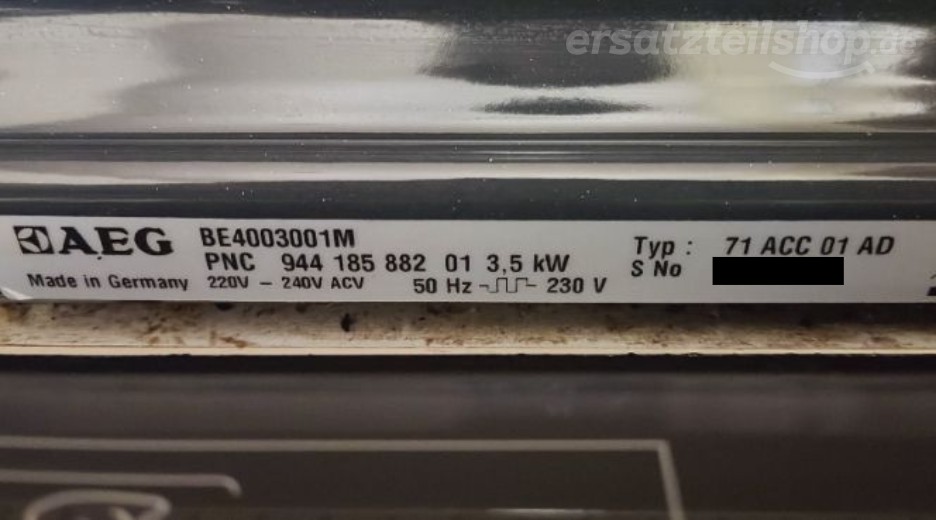 ersatzteilshop.de
AEG BE4003001M Typ : 71 ACC 01 AD
PNC 944 185 882 01 3,5 kW S No
Made in Germany 220V – 240V ACV 50 Hz 230 V